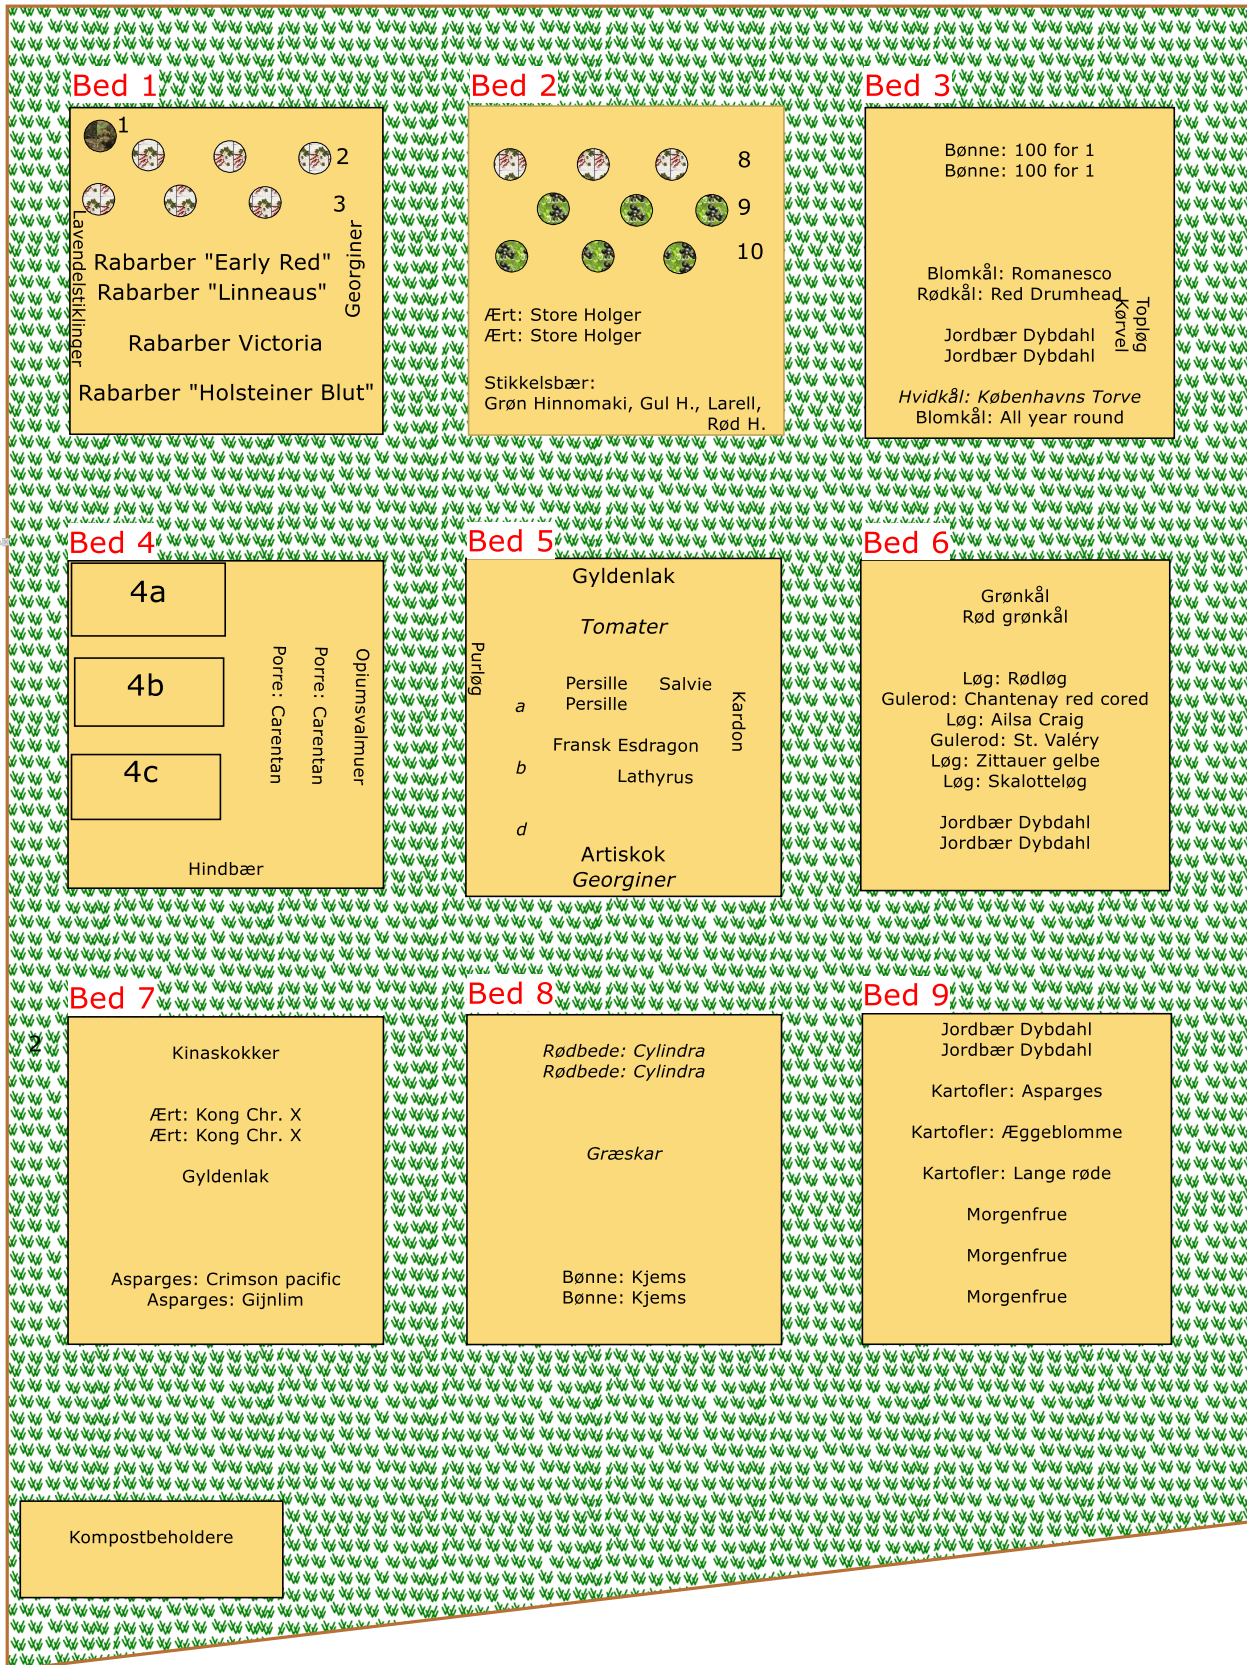 Bed 1
1
2
3
Lavendelstiklinger
Georginer
Rabarber "Early Red"
Rabarber "Linneaus"
Rabarber Victoria
Rabarber "Holsteiner Blut"
Bed 2
8
9
10
Ært: Store Holger
Ært: Store Holger
Stikkelsbær:
Grøn Hinnomaki, Gul H., Larell,
Rød H.
Bed 3
Bønne: 100 for 1
Bønne: 100 for 1
Blomkål: Romanesco
Rødkål: Red Drumhead
Topløg
Kørvel
Jordbær Dybdahl
Jordbær Dybdahl
Hvidkål: Københavns Torve
Blomkål: All year round
Bed 4
4a
4b
4c
Porre: Carentan
Porre: Carentan
Opiumsvalmuer
Hindbær
Bed 5
Gyldenlak
Tomater
Purløg
Persille Salvie
Persille
a
Kardon
Fransk Esdragon
b
Lathyrus
d
Artiskok
Georginer
Bed 6
Grønkål
Rød grønkål
Løg: Rødløg
Gulerod: Chantenay red cored
Løg: Ailsa Craig
Gulerod: St. Valéry
Løg: Zittauer gelbe
Løg: Skalotteløg
Jordbær Dybdahl
Jordbær Dybdahl
Bed 7
2
Kinaskokker
Ært: Kong Chr. X
Ært: Kong Chr. X
Gyldenlak
Asparges: Crimson pacific
Asparges: Gijnlim
Bed 8
Rødbede: Cylindra
Rødbede: Cylindra
Græskar
Bønne: Kjems
Bønne: Kjems
Bed 9
Jordbær Dybdahl
Jordbær Dybdahl
Kartofler: Asparges
Kartofler: Æggeblomme
Kartofler: Lange røde
Morgenfrue
Morgenfrue
Morgenfrue
Kompostbeholdere